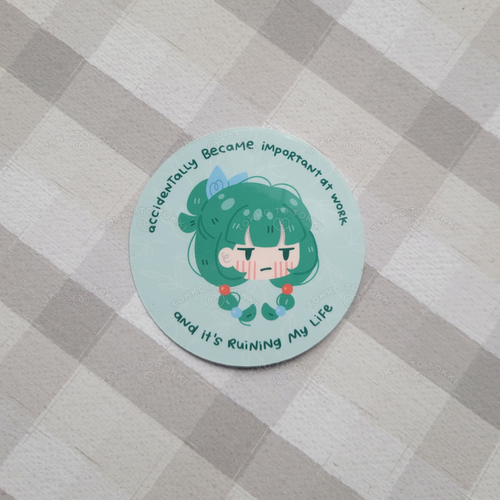 accidentally Became important at work
and it's Ruining My Life